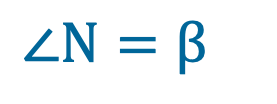 ∠N = β